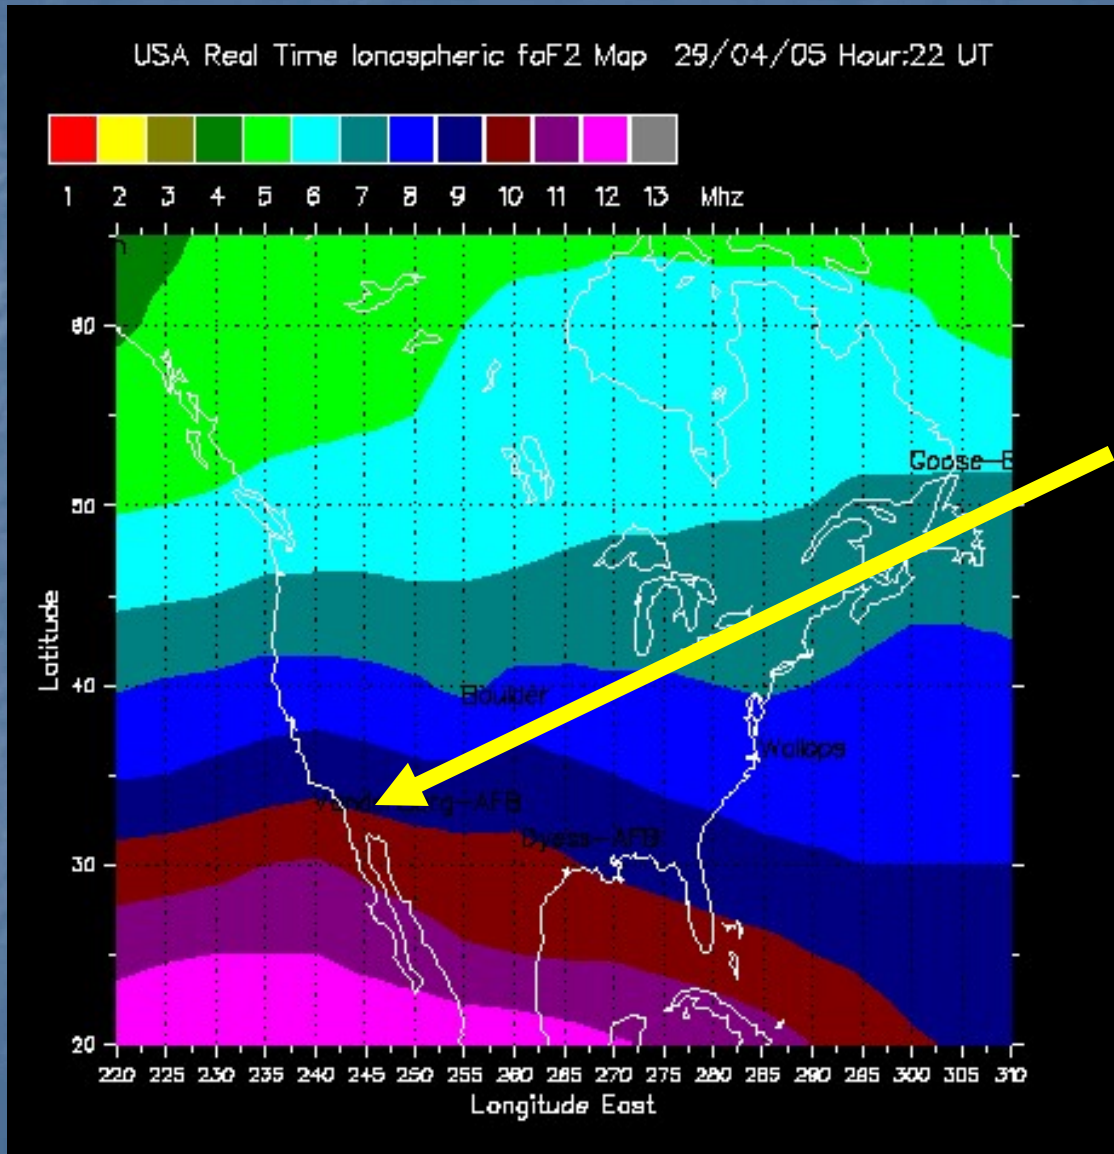 USA Real Time Ionospheric foF2 Map 29/04/05 Hour:22 UT
1 2 3 4 5 6 7 8 9 10 11 12 13 Mhz
60
Goose-B
50
Latitude
40
Boulder
Wallops
-AFB
Dyess-AFB
30
20
220 225 230 235 240 245 250 255 260 265 270 275 280 285 290 295 300 305 310
Longitude East